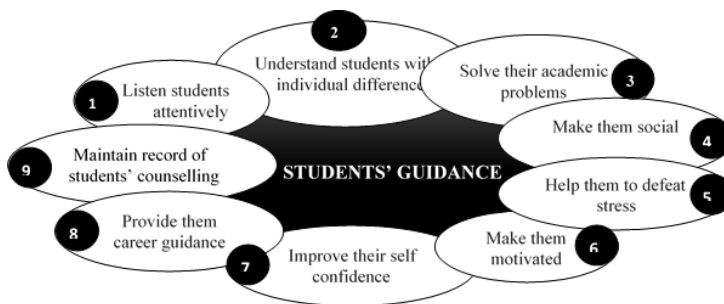 1
Listen students
attentively
2
Understand students with
individual difference
3
Solve their academic
problems
4
Make them social
5
Help them to defeat
stress
6
Make them
motivated
7
Improve their self
confidence
8
Provide them
career guidance
9
Maintain record of
students' counselling
STUDENTS' GUIDANCE